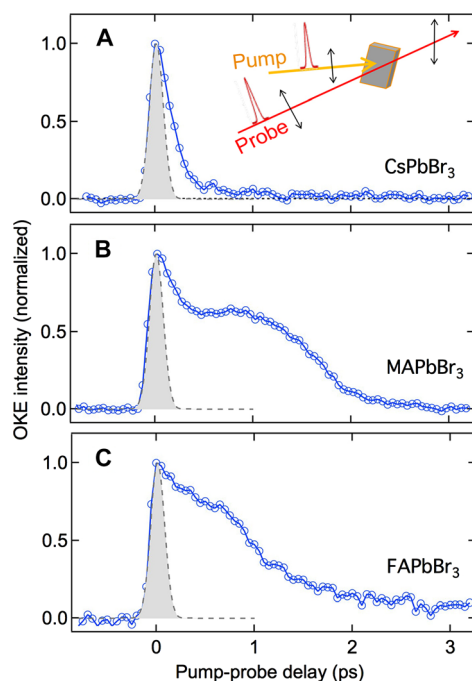 A
Pump
Probe
1.0
0.5
0.0
CsPbBr3
B
1.0
0.5
0.0
MAPbBr3
C
1.0
0.5
0.0
FAPbBr3
0 1 2 3
OKE intensity (normalized)
Pump-probe delay (ps)